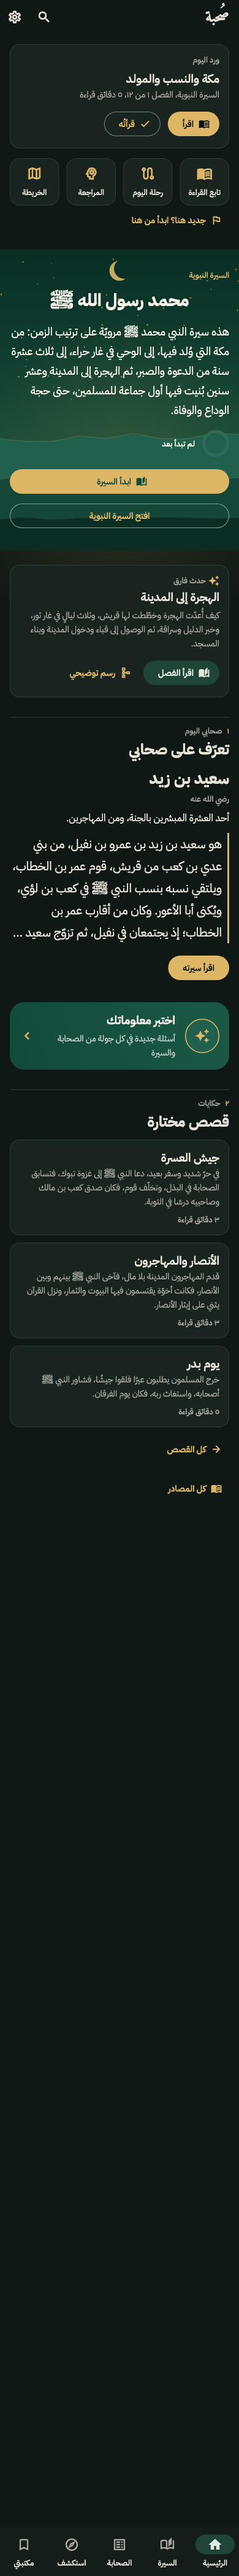 صُحبة
ورد اليوم
مكة والنسب والمولد
السيرة النبوية، الفصل ١ من ١٢، ٥ دقائق قراءة
اقرأ
قرأتُه
تابع القراءة
رحلة اليوم
المراجعة
الخريطة
جديد هنا؟ ابدأ من هنا
السيرة النبوية
محمد رسول الله ﷺ
هذه سيرة النبي محمد ﷺ مرويّة على ترتيب الزمن: من
مكة التي وُلد فيها، إلى الوحي في غار حراء، إلى ثلاث عشرة
سنة من الدعوة والصبر، ثم الهجرة إلى المدينة وعشر
سنين بُنيت فيها أول جماعة للمسلمين، حتى حجة
الوداع والوفاة.
لم تبدأ بعد
ابدأ السيرة
افتح السيرة النبوية
حدث فارق
الهجرة إلى المدينة
كيف أُعدّت الهجرة وخطّطت لها قريش، وثلاث ليالٍ في غار ثور،
وخبر الدليل وسراقة، ثم الوصول إلى قباء ودخول المدينة وبناء
المسجد.
اقرأ الفصل
رسم توضيحي
١ صحابي اليوم
تعرّف على صحابي
سعيد بن زيد
رضي الله عنه
أحد العشرة المبشرين بالجنة، ومن المهاجرين.
هو سعيد بن زيد بن عمرو بن نفيل، من بني
عدي بن كعب من قريش، قوم عمر بن الخطاب،
ويلتقي نسبه بنسب النبي ﷺ في كعب بن لؤي،
ويُكنى أبا الأعور. وكان من أقارب عمر بن
الخطاب؛ إذ يجتمعان في نفيل، ثم تزوّج سعيد ...
اقرأ سيرته
اختبر معلوماتك
أسئلة جديدة في كل جولة من الصحابة
والسيرة
٢ حكايات
قصص مختارة
جيش العسرة
في حرّ شديد وسفر بعيد، دعا النبي ﷺ إلى غزوة تبوك، فتسابق
الصحابة في البذل، وتخلّف قوم، فكان صدق كعب بن مالك
وصاحبيه درسًا في التوبة.
٣ دقائق قراءة
الأنصار والمهاجرون
قدم المهاجرون المدينة بلا مال، فآخى النبي ﷺ بينهم وبين
الأنصار، فكانت أخوّة يقتسمون فيها البيوت والثمار، ونزل القرآن
يثني على إيثار الأنصار.
٣ دقائق قراءة
يوم بدر
خرج المسلمون يطلبون عيرًا فلقوا جيشًا، فشاور النبي ﷺ
أصحابه، واستغاث ربه، فكان يوم الفرقان.
٥ دقائق قراءة
كل القصص
كل المصادر
الرئيسية
السيرة
الصحابة
استكشف
مكتبتي